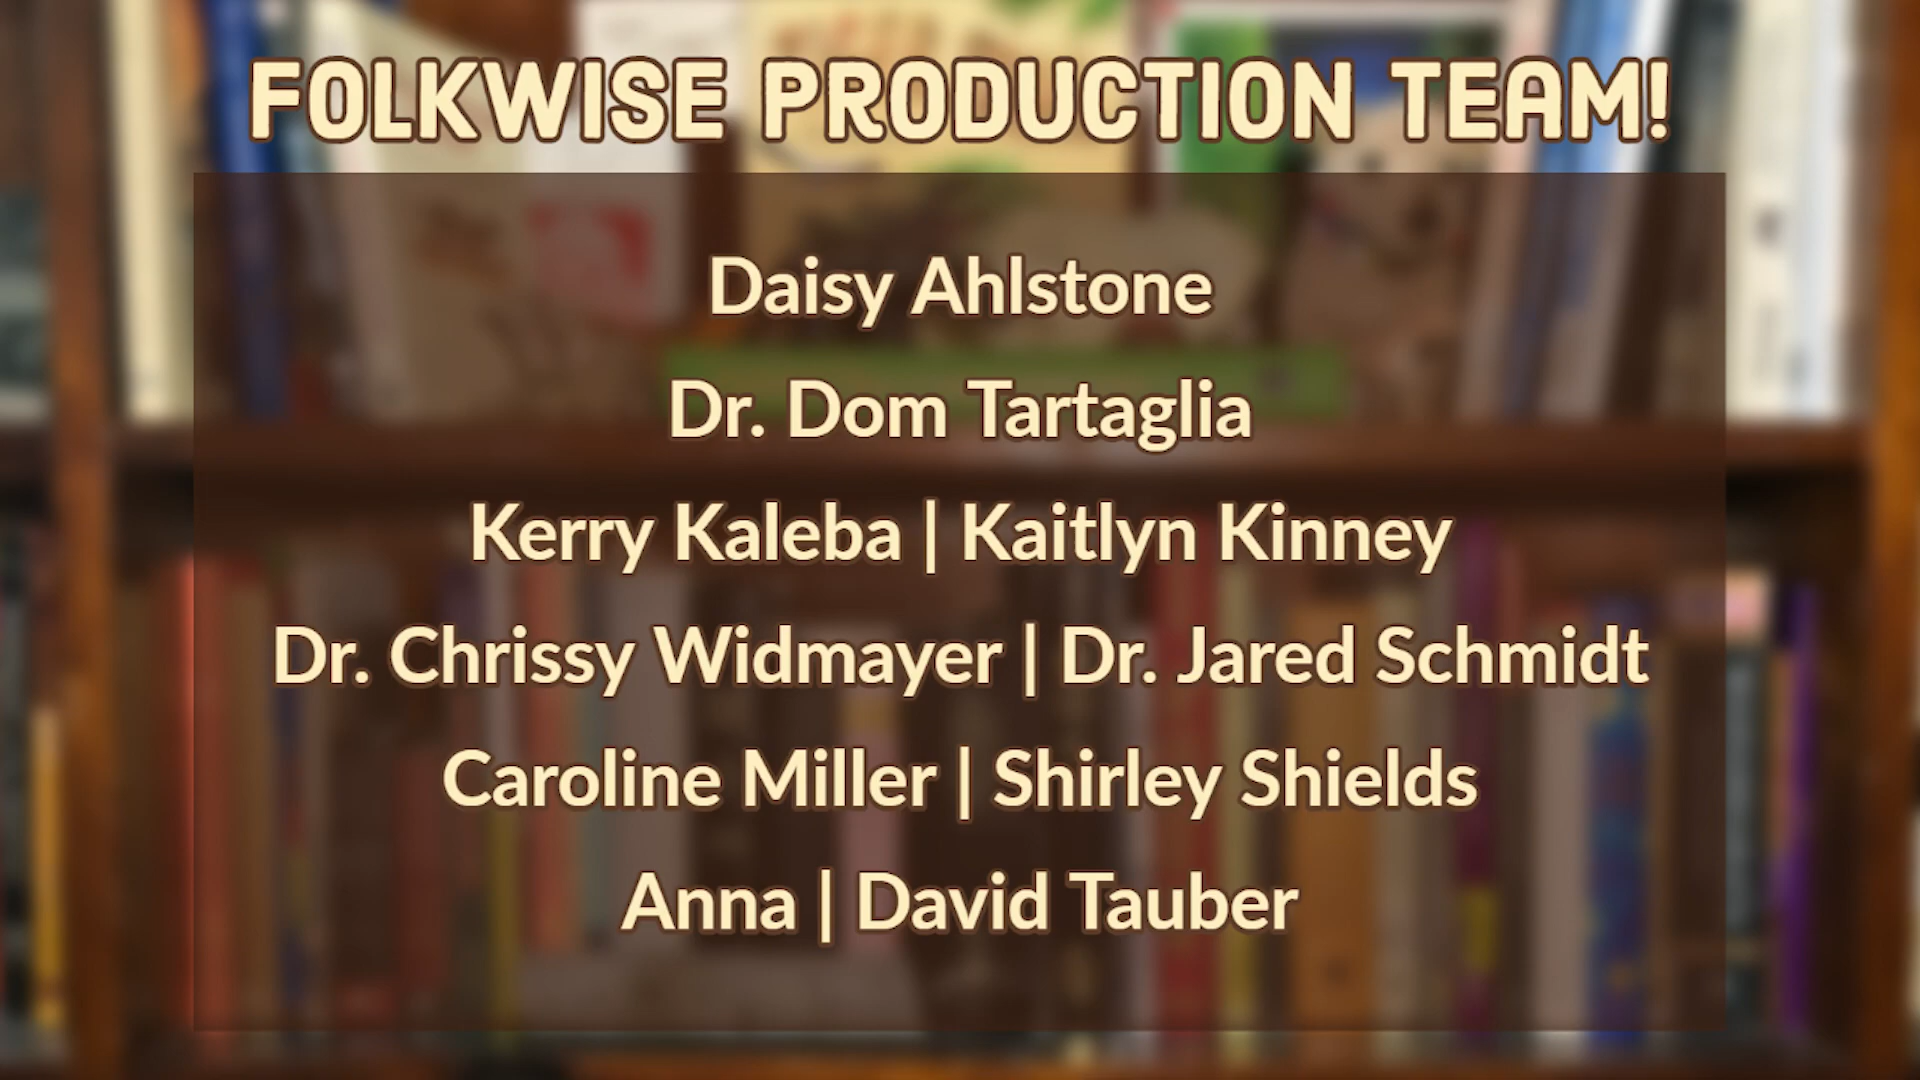 FOLKWISE PRODUCTION TEAM!
Daisy Ahlstone
Dr. Dom Tartaglia
Kerry Kaleba | Kaitlyn Kinney
Dr. Chrissy Widmayer | Dr. Jared Schmidt
Caroline Miller | Shirley Shields
Anna | David Tauber